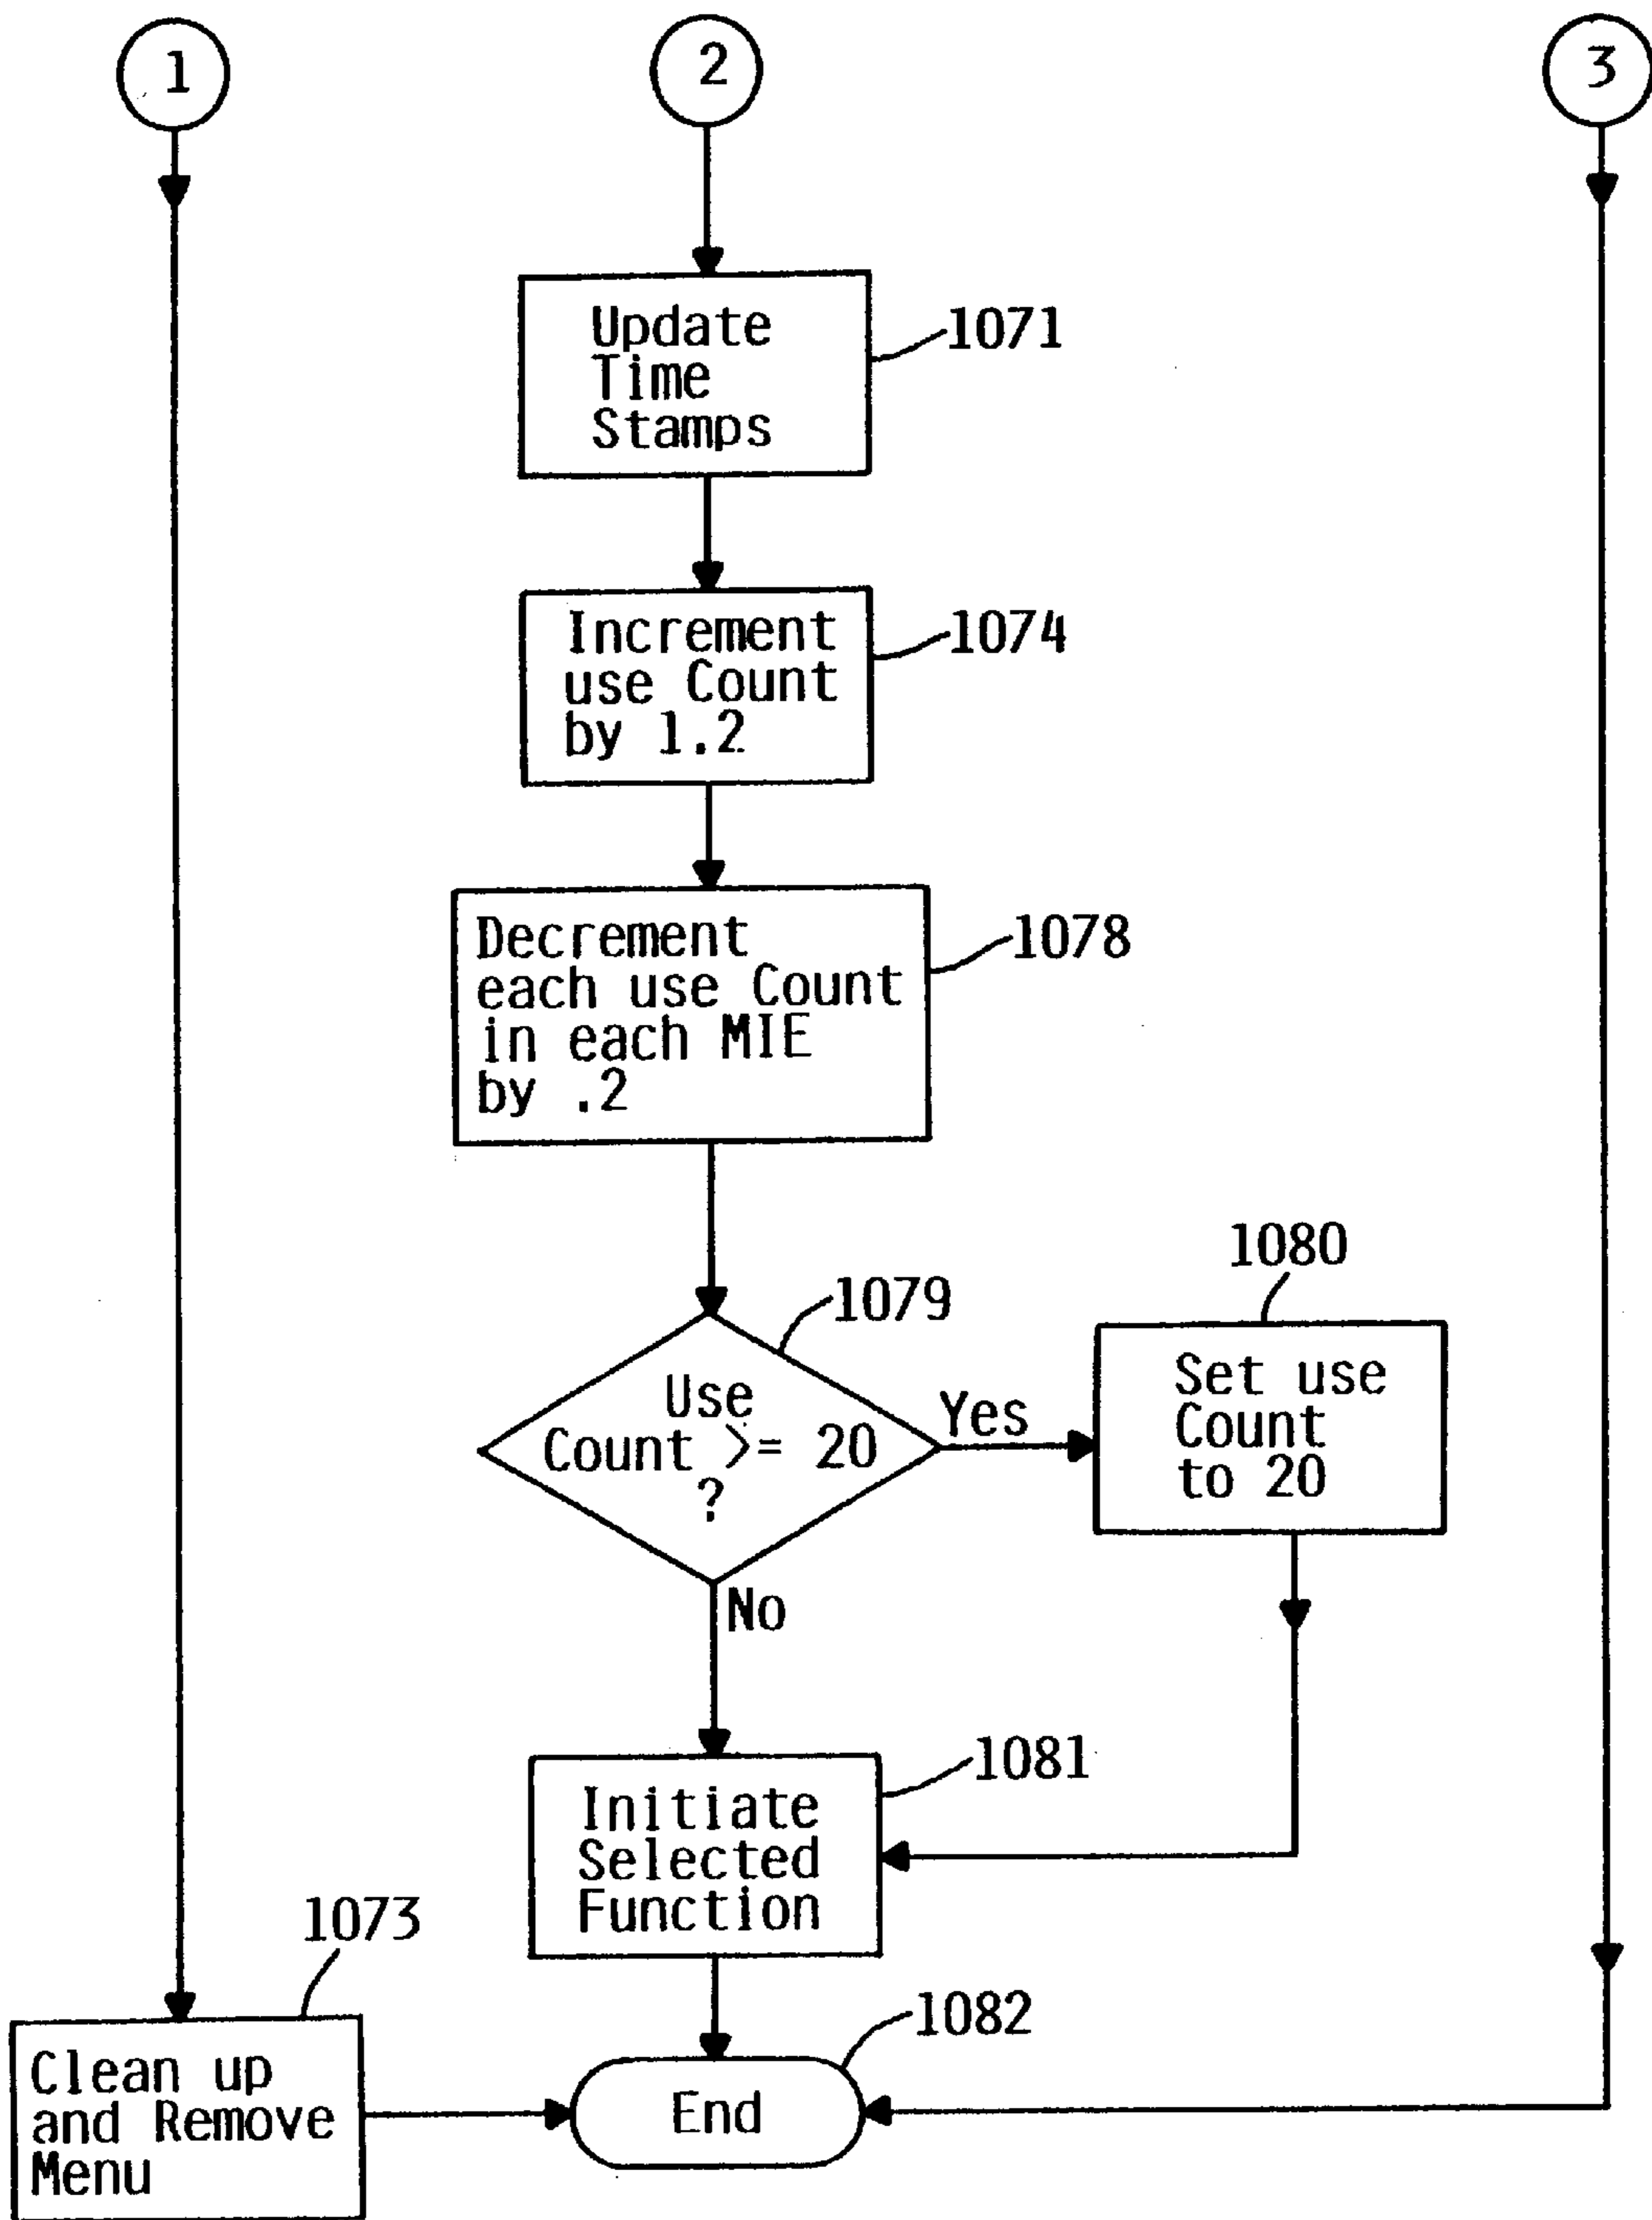 1
2
3
Update
Time
Stamps
1071
Increment
use Count
by 1.2
1074
Decrement
each use Count
in each MIE
by .2
1078
1079
Use
Count >= 20
?
Yes
No
1080
Set use
Count
to 20
Initiate
Selected
Function
1081
1073
Clean up
and Remove
Menu
1082
End